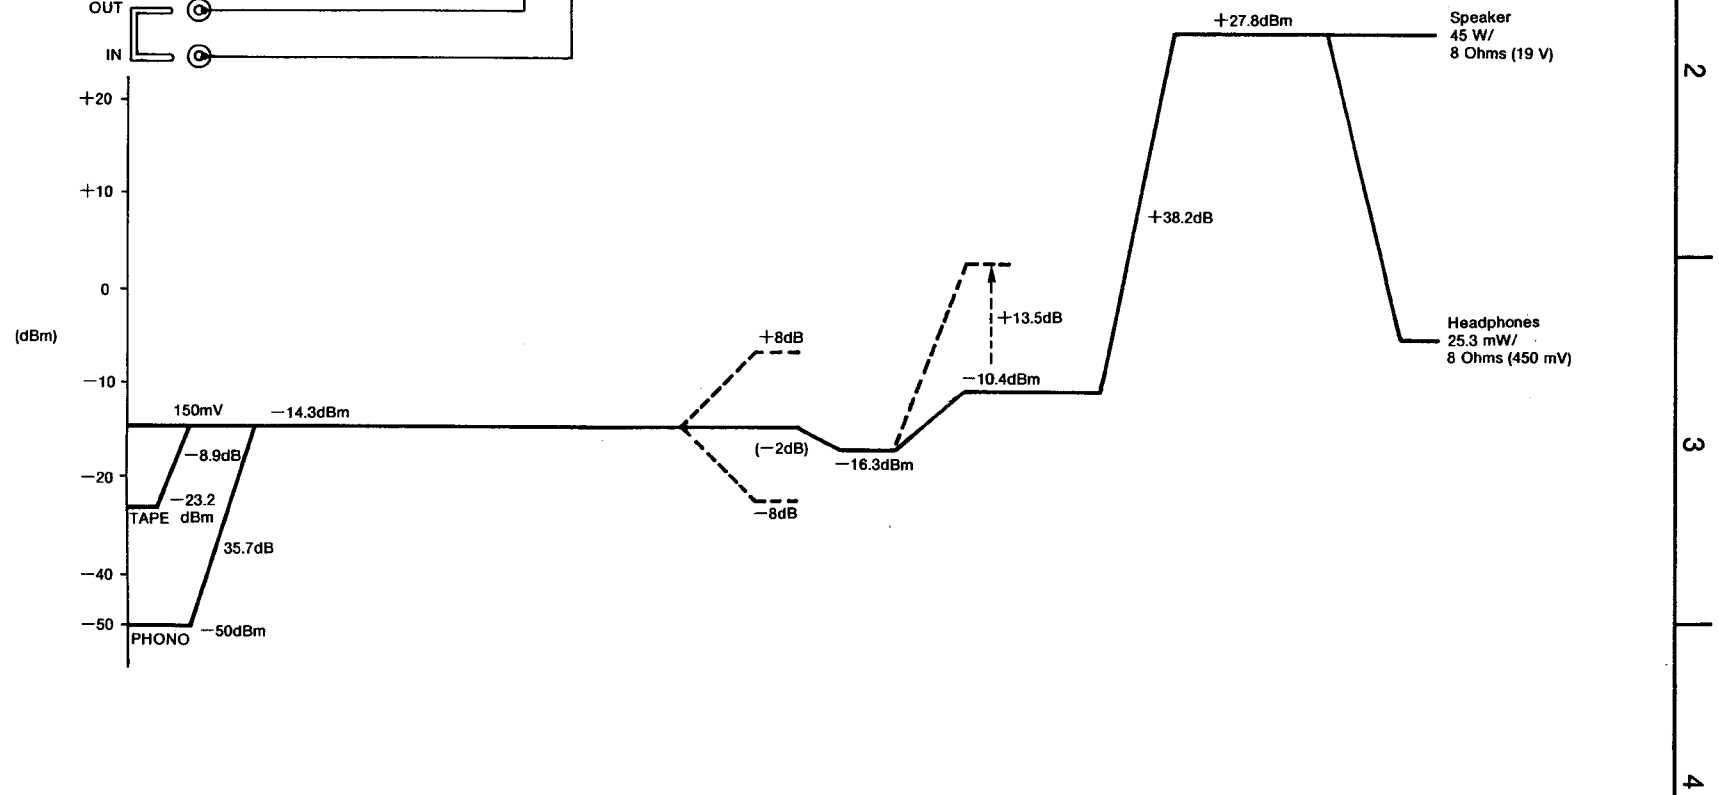 OUT
IN
+27.8dBm
Speaker
45 W/
8 Ohms (19 V)
2
+20
+10
+38.2dB
0
+13.5dB
(dBm)
+8dB
Headphones
25.3 mW/
8 Ohms (450 mV)
−10
−10.4dBm
150mV
−14.3dBm
−8.9dB
(−2dB)
−16.3dBm
3
−20
−23.2
dBm
TAPE
−8dB
35.7dB
−40
−50
PHONO
−50dBm
4